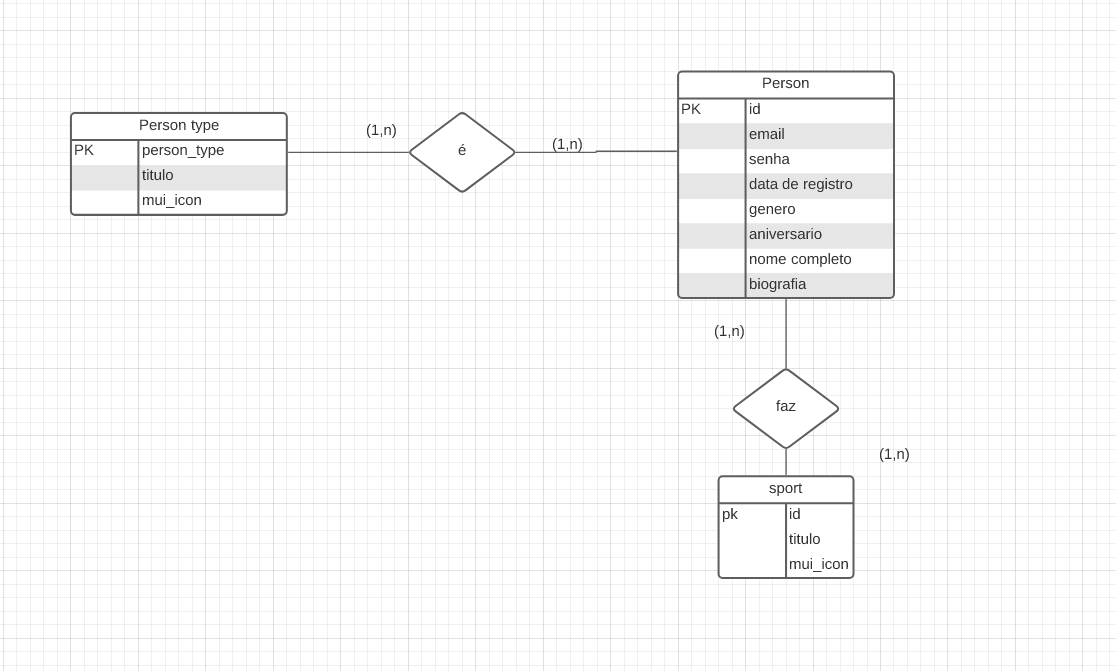 Person type
PK person_type
titulo
mui_icon
(1,n)
é
(1,n)
Person
PK id
email
senha
data de registro
genero
aniversario
nome completo
biografia
(1,n)
faz
(1,n)
sport
pk id
titulo
mui_icon